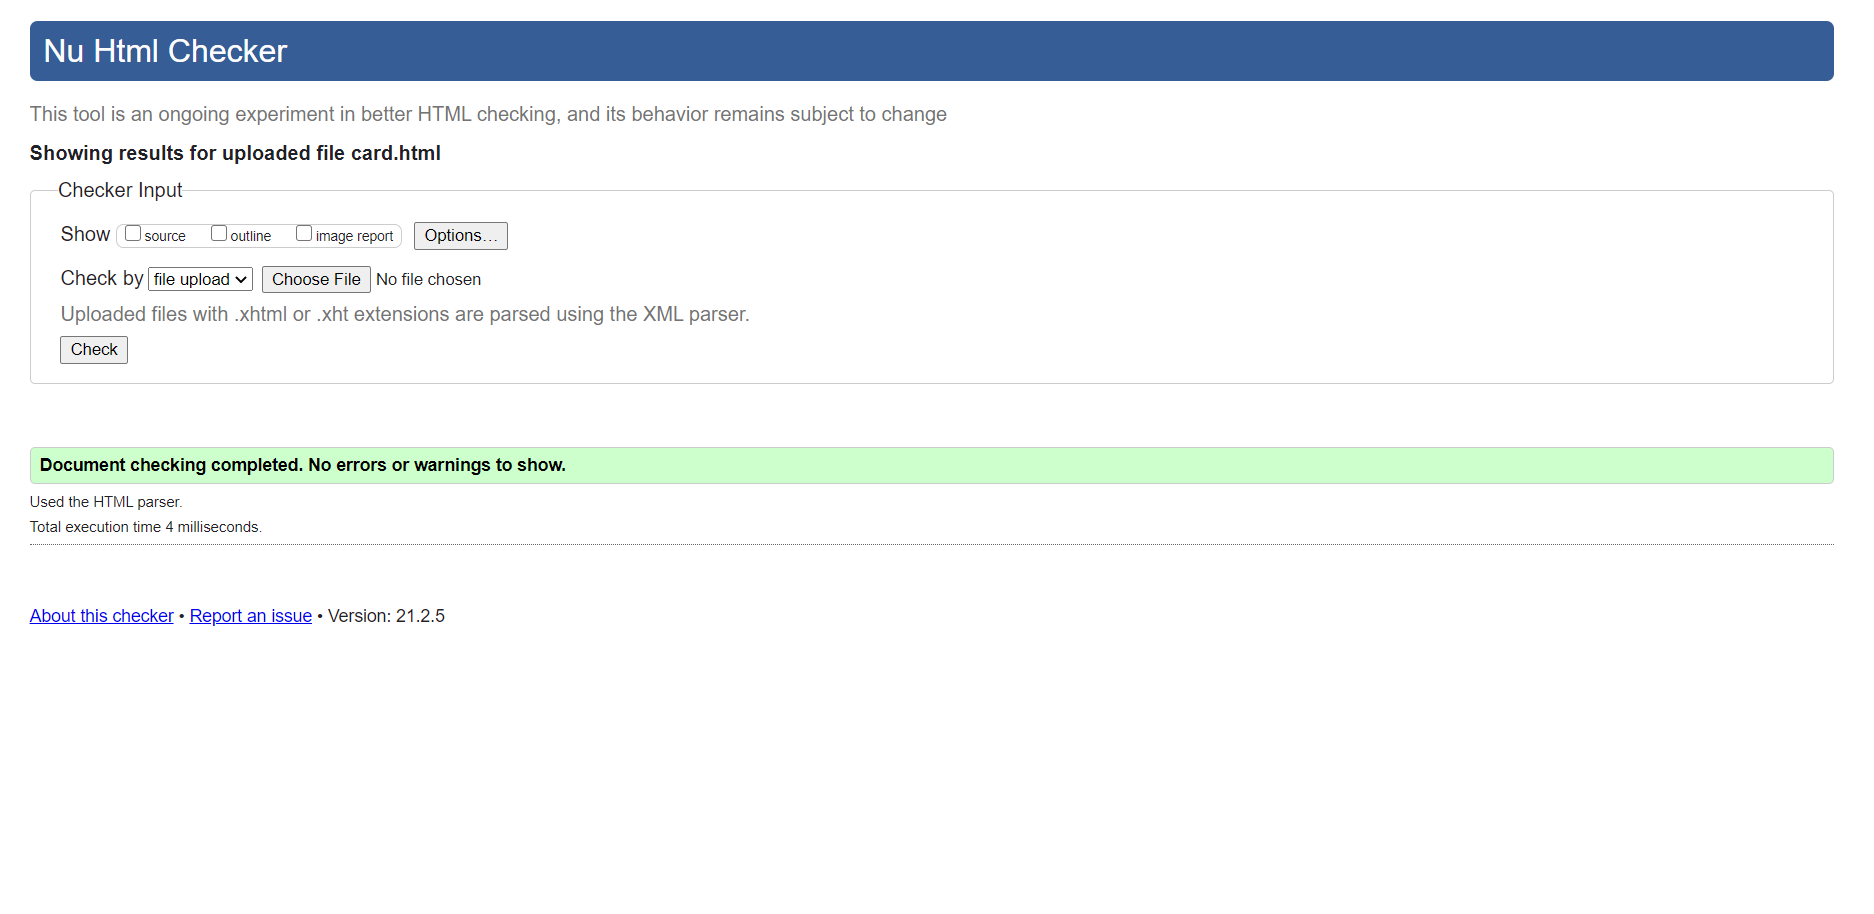 Nu Html Checker
This tool is an ongoing experiment in better HTML checking, and its behavior remains subject to change
Showing results for uploaded file card.html
Checker Input
Show source outline image report Options…
Check by file upload Choose File No file chosen
Uploaded files with .xhtml or .xht extensions are parsed using the XML parser.
Check
Document checking completed. No errors or warnings to show.
Used the HTML parser.
Total execution time 4 milliseconds.
About this checker • Report an issue • Version: 21.2.5